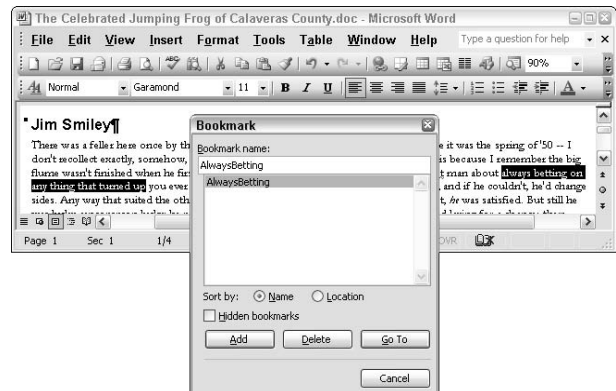 The Celebrated Jumping Frog of Calaveras County.doc - Microsoft Word
File Edit View Insert Format Tools Table Window Help Type a question for help
90%
Normal Garamond 11 B I U A
Jim Smiley¶
There was a feller here once by th
e it was the spring of '50 -- I
don't recollect exactly, somehow,
is because I remember the big
flume wasn't finished when he fir
man about always betting on
any thing that turned up you ever
and if he couldn't, he'd change
sides. Any way that suited the oth
t, he was satisfied. But still he
Page 1 Sec 1 1/4
OVR
Bookmark
Bookmark name:
AlwaysBetting
AlwaysBetting
Sort by: Name Location
Hidden bookmarks
Add Delete Go To
Cancel